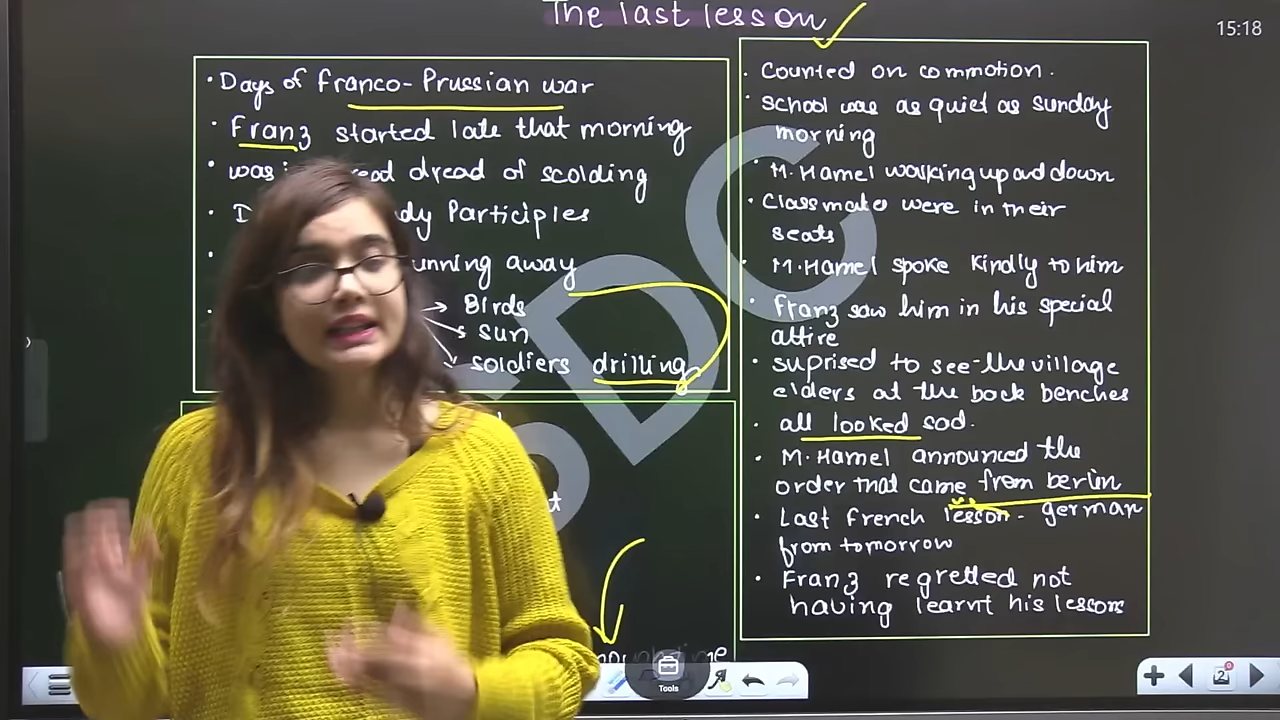 The last lesson
15:18
• Days of Franco-Prussian war
• Franz started late that morning
• was dread of scolding
• Participles
• unning away
→ Birds
→ sun
→ soldiers drilling
• Counted on commotion.
• school was as quiet as sunday
morning
• M.Hamel walking up and down
• Classmates were in their
seats
• M.Hamel spoke kindly to him
• Franz saw him in his special
attire
• suprised to see the village
elders at the back benches
• all looked sad.
• M.Hamel announced the
order that came from berlin
• Last French lesson - german
from tomorrow
• Franz regretted not
having learnt his lessons
SDC
Tools
2